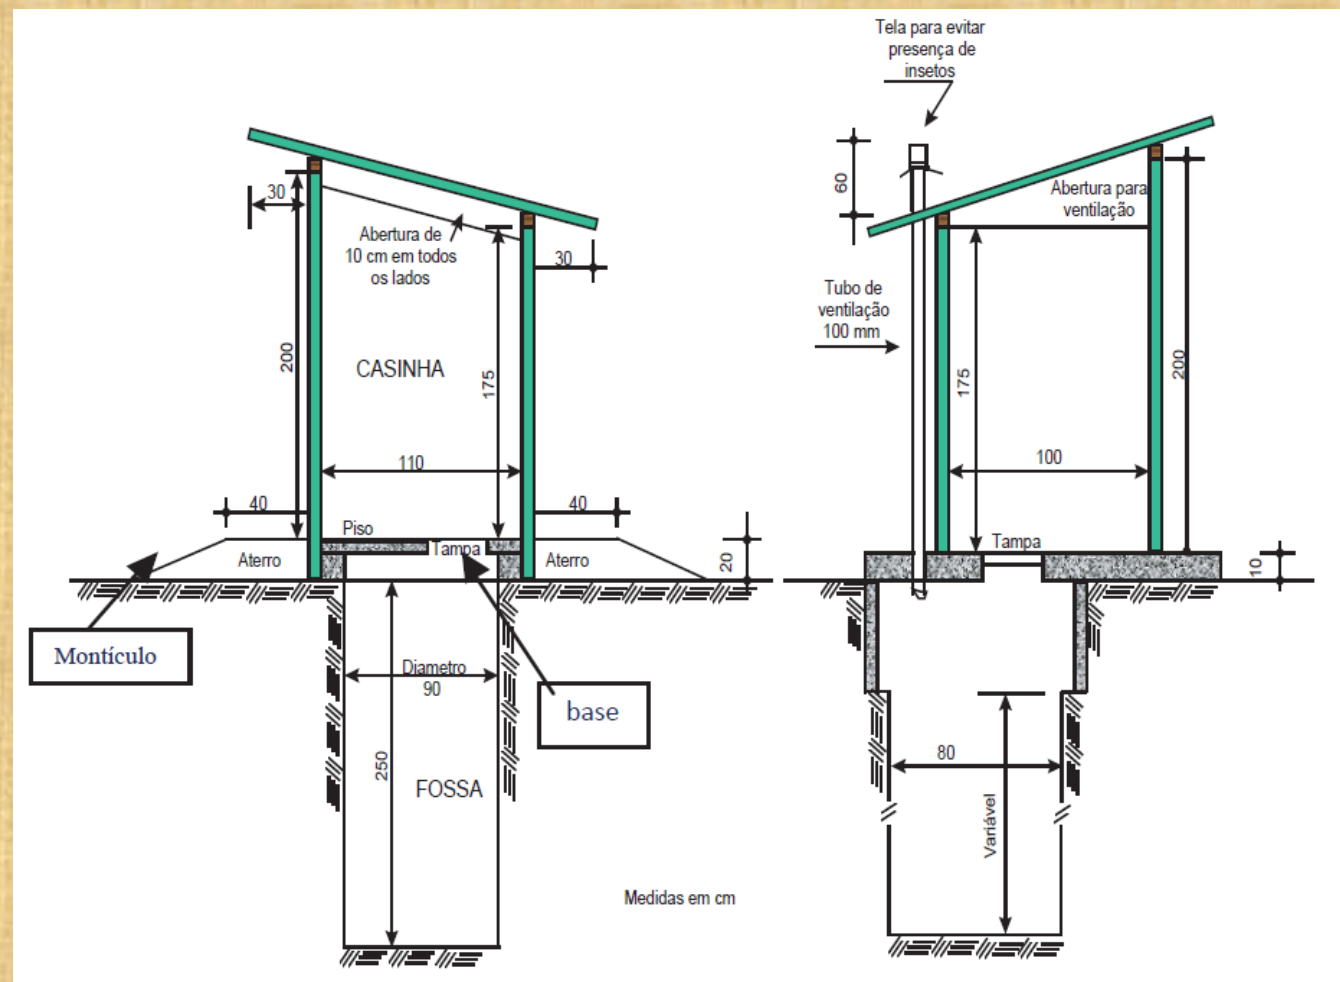 Tela para evitar
presença de
insetos
30
Abertura de
10 cm em todos
os lados
30
200
CASINHA
175
110
40
40
Piso
Tampa
Aterro
Aterro
20
Montículo
Diametro
90
base
250
FOSSA
60
Abertura para
ventilação
Tubo de
ventilação
100 mm
175
200
100
Tampa
10
80
Variável
Medidas em cm